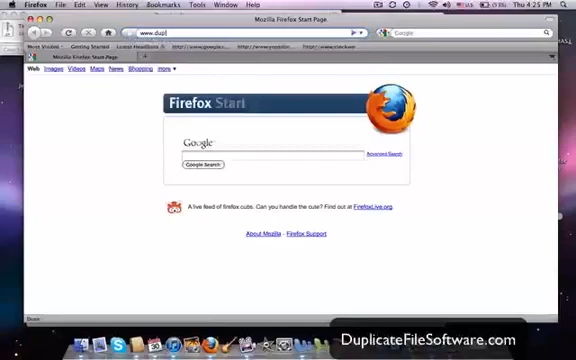 Firefox File Edit View History Bookmarks Tools Window Help
Thu 4:25 PM
Mozilla Firefox Start Page
www.dupl
Google
Most Visited Getting Started Latest Headlines
Mozilla Firefox Start Page
Web Images Videos Maps News Shopping more
Firefox Start
Google
Advanced Search
Google Search
A live feed of firefox cubs. Can you handle the cute? Find out at FirefoxLive.org.
About Mozilla - Firefox Support
Done
DuplicateFileSoftware.com